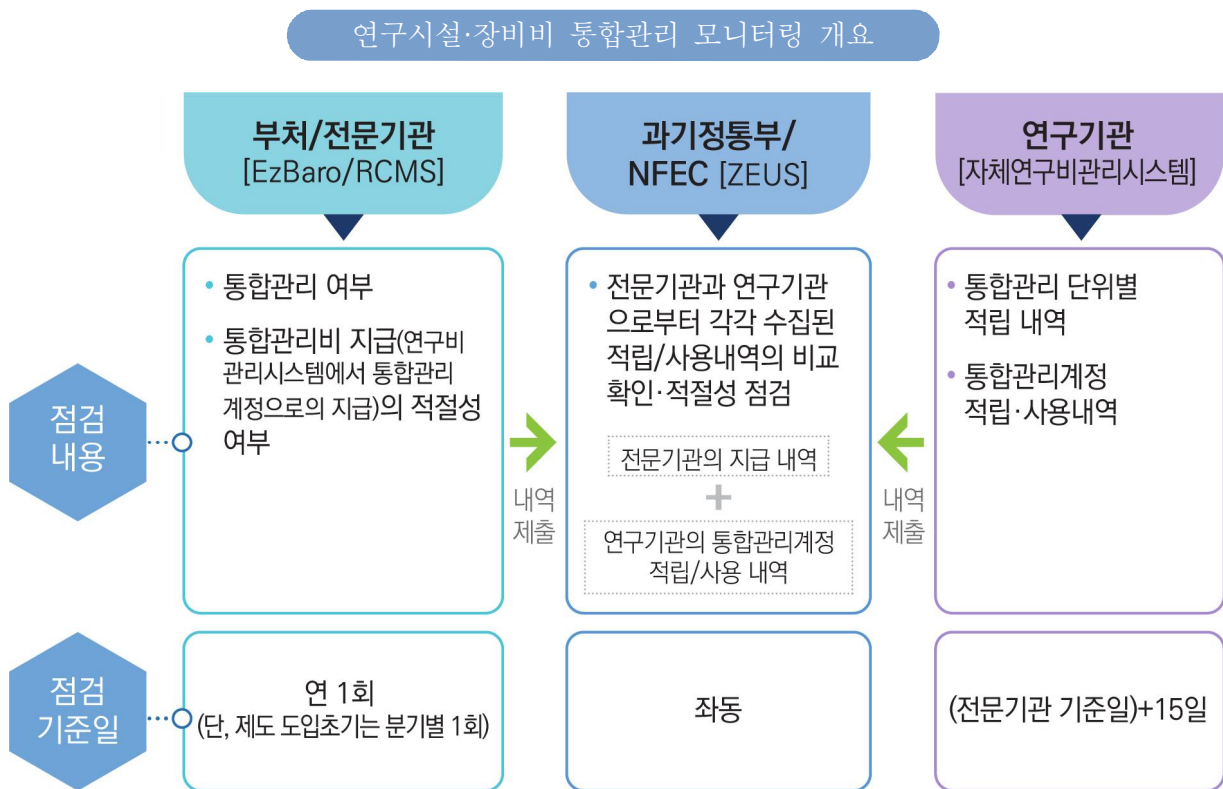 연구시설·장비비 통합관리 모니터링 개요
부처/전문기관
[EzBaro/RCMS]
과기정통부/
NFEC [ZEUS]
연구기관
[자체연구비관리시스템]
점검
내용
• 통합관리 여부
• 통합관리비 지급(연구비
관리시스템에서 통합관리
계정으로의 지급)의 적절성
여부
내역
제출
• 전문기관과 연구기관
으로부터 각각 수집된
적립/사용내역의 비교
확인·적절성 점검
전문기관의 지급 내역
+
연구기관의 통합관리계정
적립/사용 내역
내역
제출
• 통합관리 단위별
적립 내역
• 통합관리계정
적립·사용내역
점검
기준일
연 1회
(단, 제도 도입초기는 분기별 1회)
좌동
(전문기관 기준일)+15일